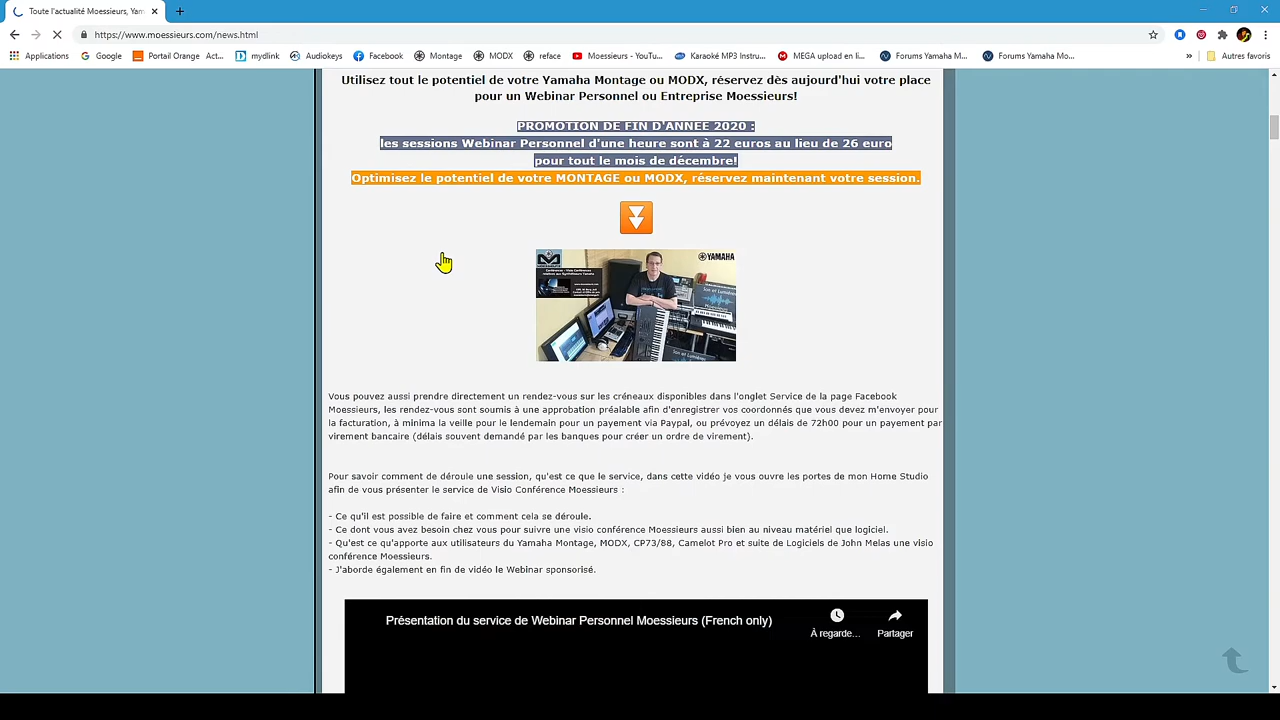 Toute l'actualité Moessieurs, Yam
https://www.moessieurs.com/news.html
Applications
Google
Portail Orange Act...
mydlink
Audiokeys
Facebook
Montage
MODX
reface
Moessieurs - YouTu...
Karaoké MP3 Instru...
MEGA upload en li...
Forums Yamaha M...
Forums Yamaha Mo...
»
Autres favoris
Utilisez tout le potentiel de votre Yamaha Montage ou MODX, réservez dès aujourd'hui votre place
pour un Webinar Personnel ou Entreprise Moessieurs!
PROMOTION DE FIN D'ANNEE 2020 :
les sessions Webinar Personnel d'une heure sont à 22 euros au lieu de 26 euro
pour tout le mois de décembre!
Optimisez le potentiel de votre MONTAGE ou MODX, réservez maintenant votre session.
YAMAHA
Vous pouvez aussi prendre directement un rendez-vous sur les créneaux disponibles dans l'onglet Service de la page Facebook
Moessieurs, les rendez-vous sont soumis à une approbation préalable afin d'enregistrer vos coordonnés que vous devez m'envoyer pour
la facturation, à minima la veille pour le lendemain pour un payement via Paypal, ou prévoyez un délais de 72h00 pour un payement par
virement bancaire (délais souvent demandé par les banques pour créer un ordre de virement).
Pour savoir comment de déroule une session, qu'est ce que le service, dans cette vidéo je vous ouvre les portes de mon Home Studio
afin de vous présenter le service de Visio Conférence Moessieurs :
- Ce qu'il est possible de faire et comment cela se déroule.
- Ce dont vous avez besoin chez vous pour suivre une visio conférence Moessieurs aussi bien au niveau matériel que logiciel.
- Qu'est ce qu'apporte aux utilisateurs du Yamaha Montage, MODX, CP73/88, Camelot Pro et suite de Logiciels de John Melas une visio
conférence Moessieurs.
- J'aborde également en fin de vidéo le Webinar sponsorisé.
Présentation du service de Webinar Personnel Moessieurs (French only)
À regarde...
Partager